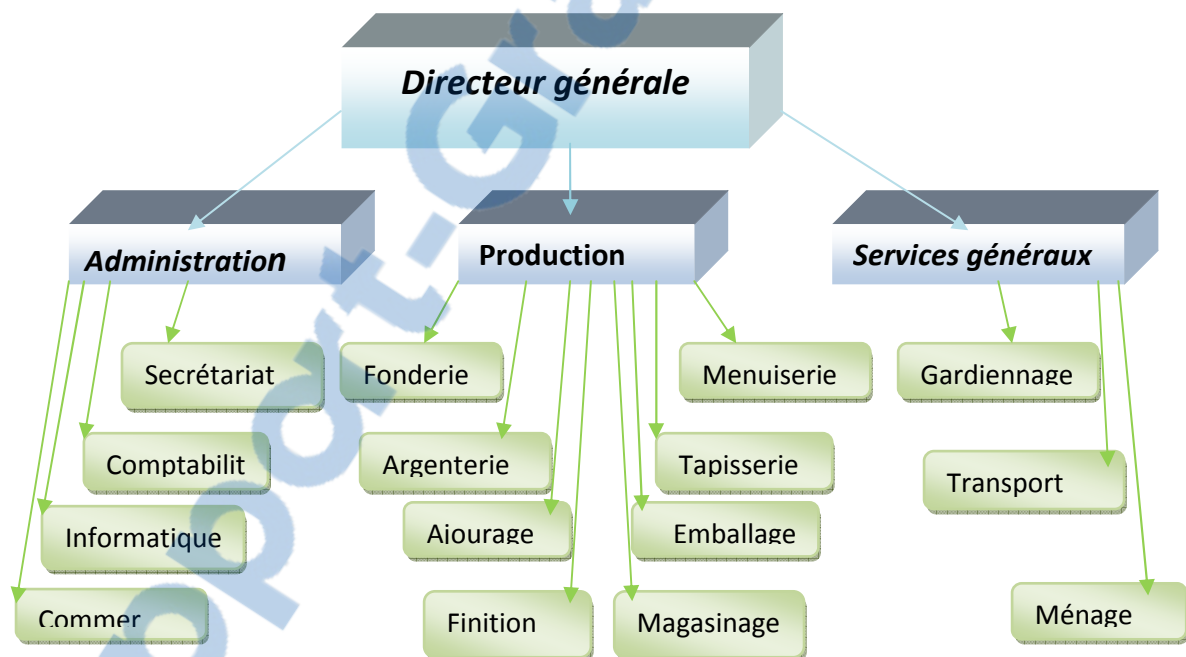 Directeur générale
Administration
Production
Services généraux
Secrétariat
Fonderie
Menuiserie
Gardiennage
Comptabilit
Argenterie
Tapisserie
Transport
Informatique
Ajourage
Emballage
Commer
Finition
Magasinage
Ménage